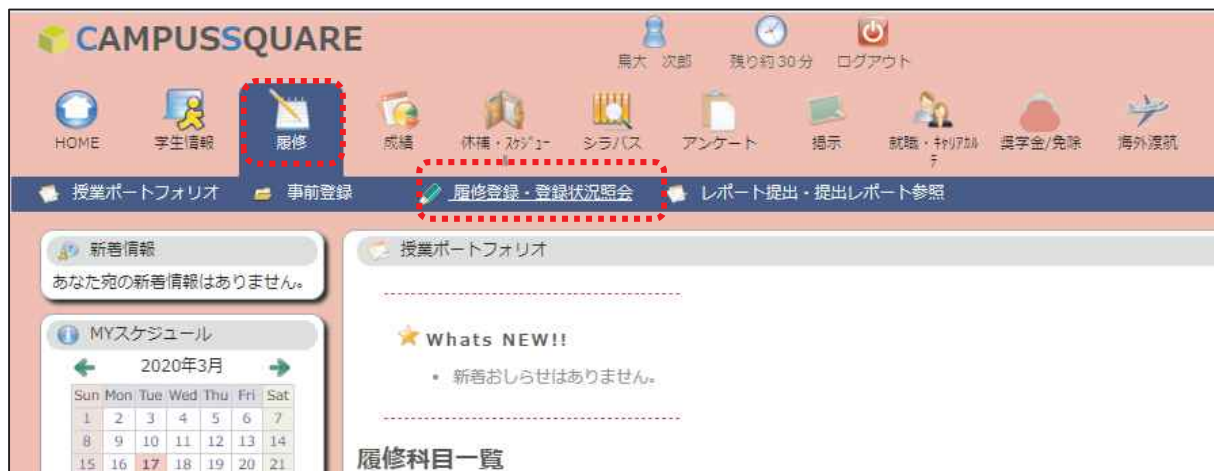 CAMPUSSQUARE
鳥大 次郎 残り約30分 ログアウト
HOME 学生情報 履修 成績 休補・スケジュール シラバス アンケート 掲示 就職・キャリアカルテ 奨学金/免除 海外渡航
授業ポートフォリオ 事前登録 履修登録・登録状況照会 レポート提出・提出レポート参照
新着情報
あなた宛の新着情報はありません。
MYスケジュール
2020年3月
Sun Mon Tue Wed Thu Fri Sat
1 2 3 4 5 6 7
8 9 10 11 12 13 14
15 16 17 18 19 20 21
授業ポートフォリオ
Whats NEW!!
• 新着おしらせはありません。
履修科目一覧